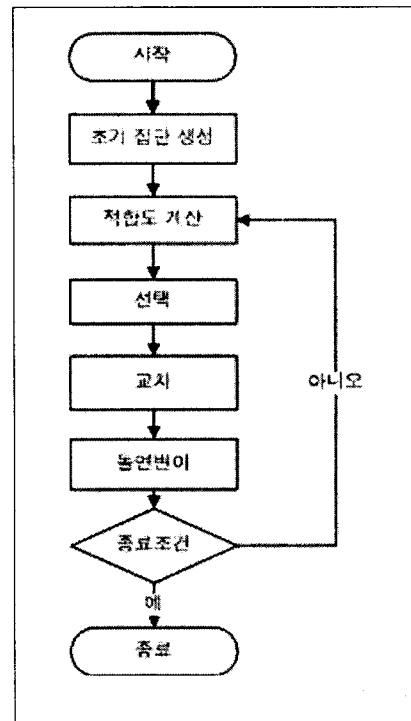 시작
초기 집단 생성
적합도 계산
선택
교차
돌연변이
종료조건
아니오
예
종료